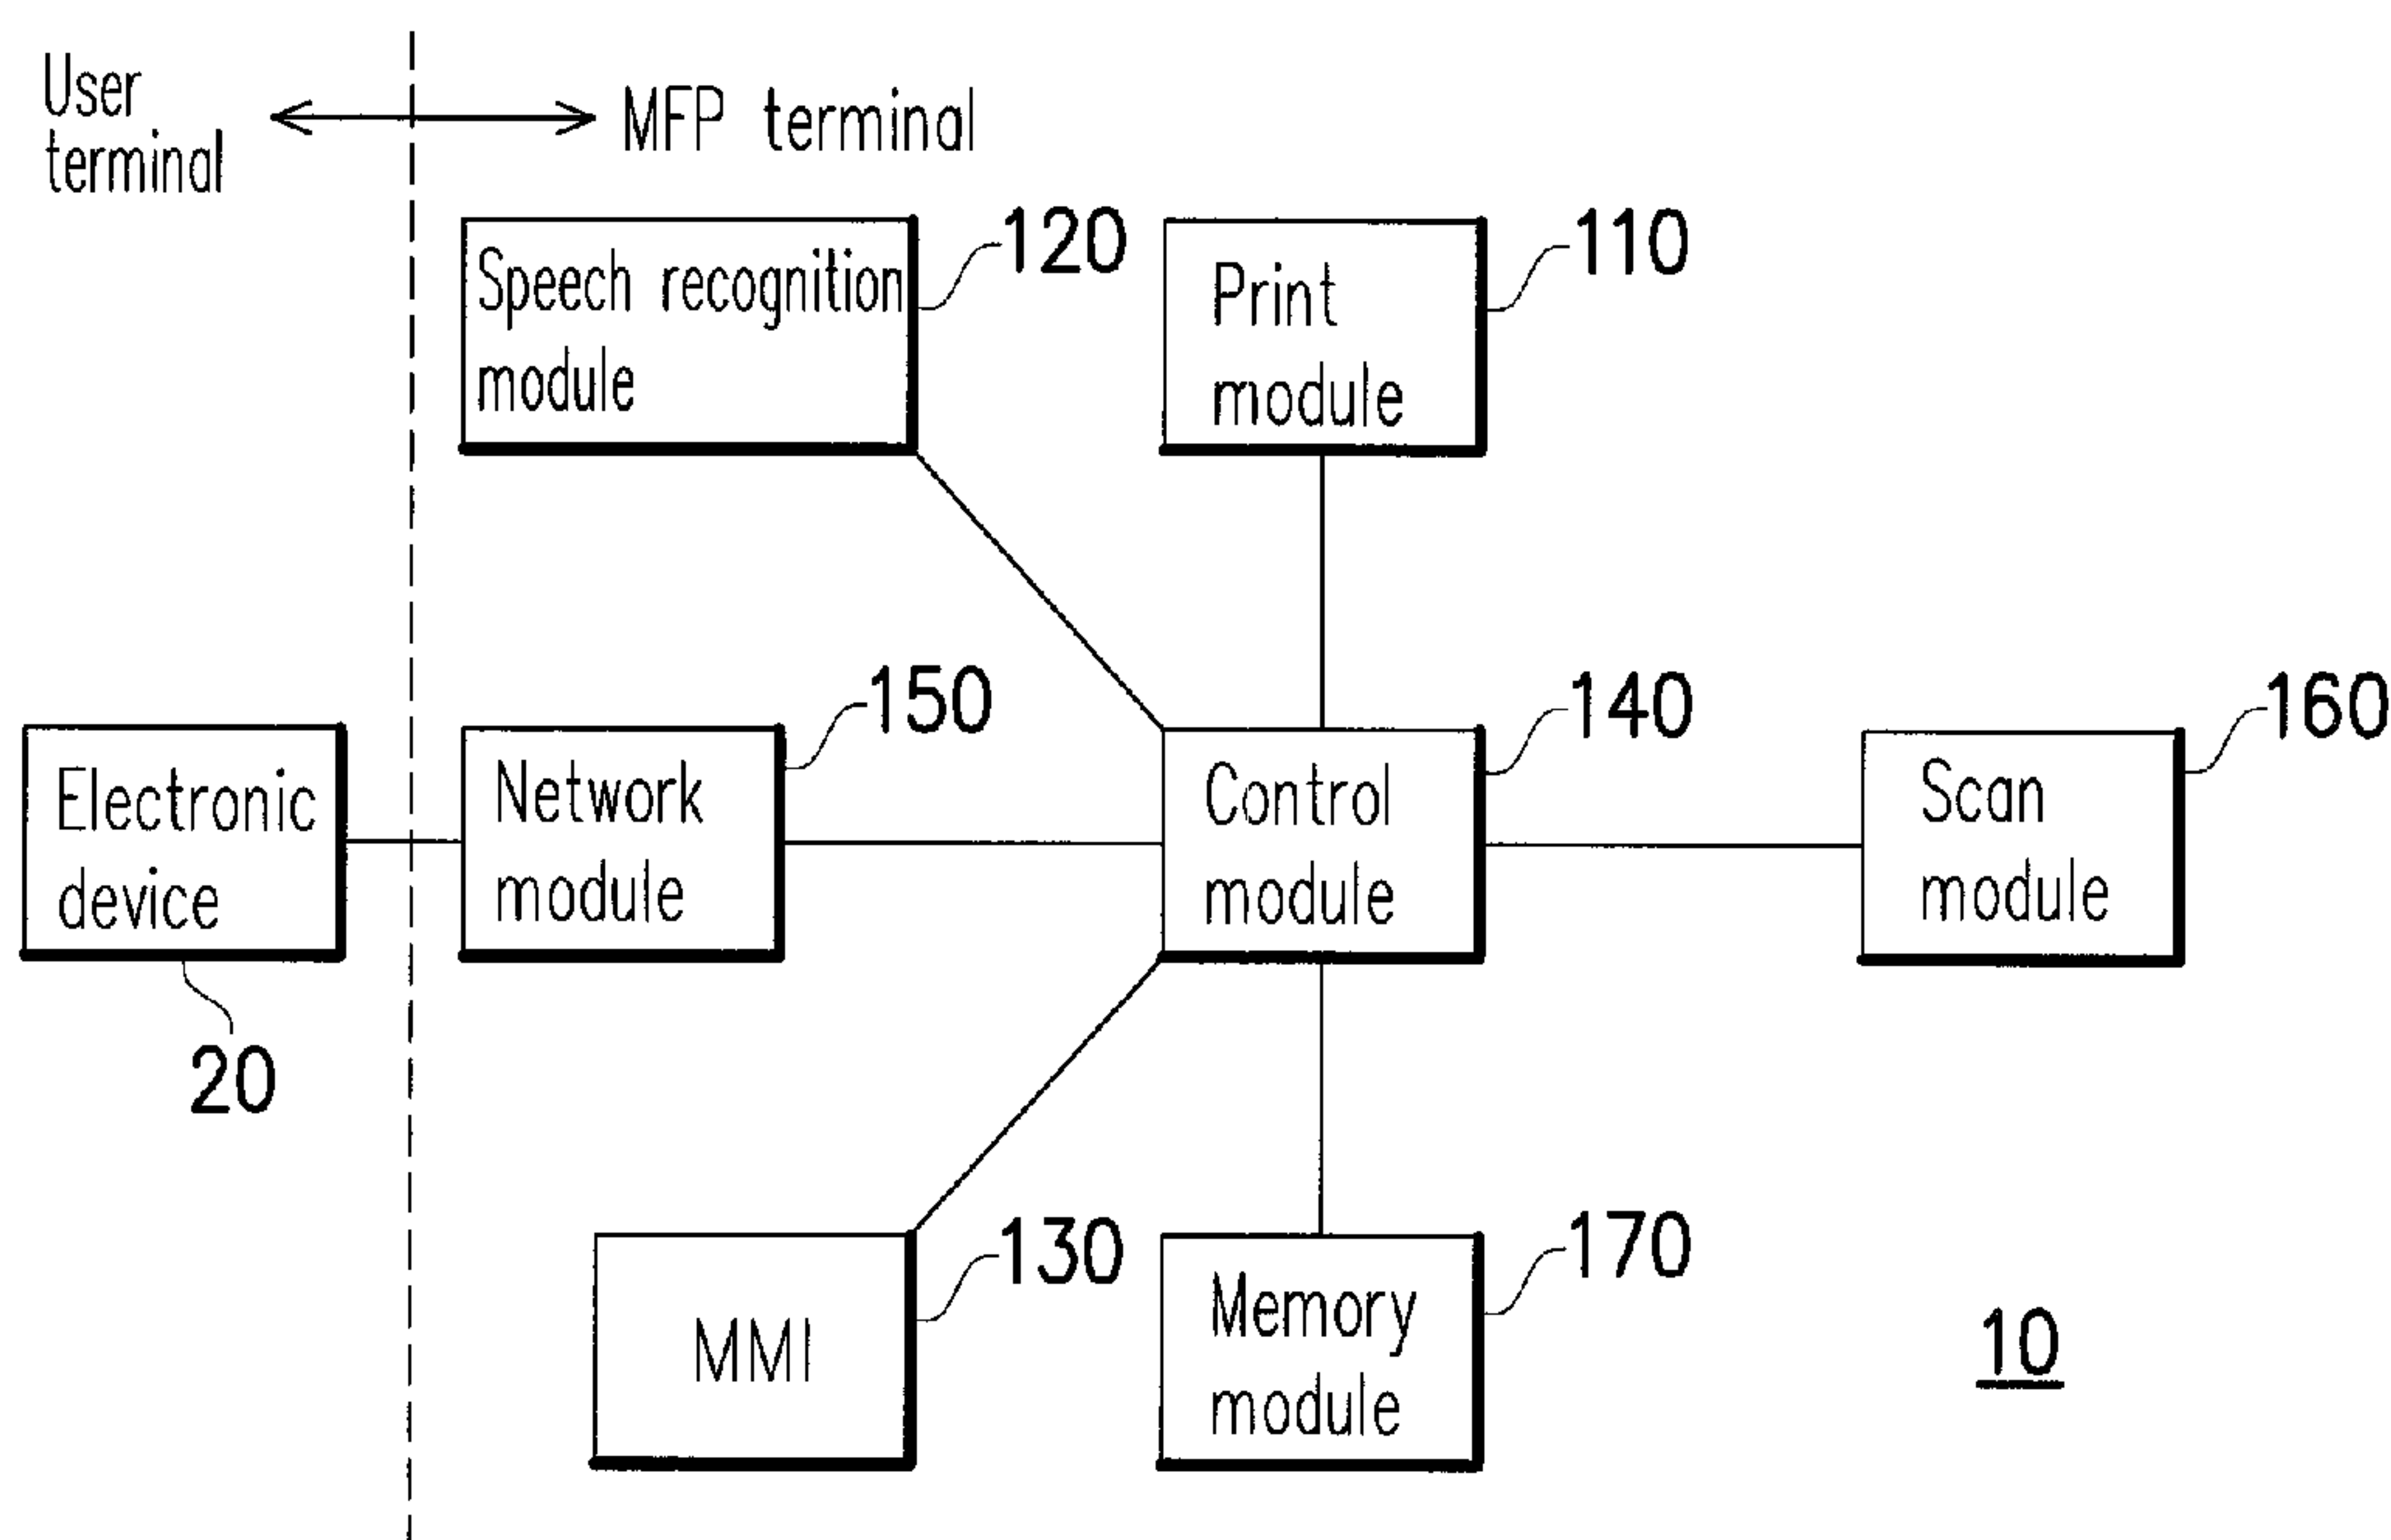 User
terminal
MFP terminal
Speech recognition
module
120
Print
module
110
Electronic
device
20
Network
module
150
Control
module
140
Scan
module
160
MMI
130
Memory
module
170
10